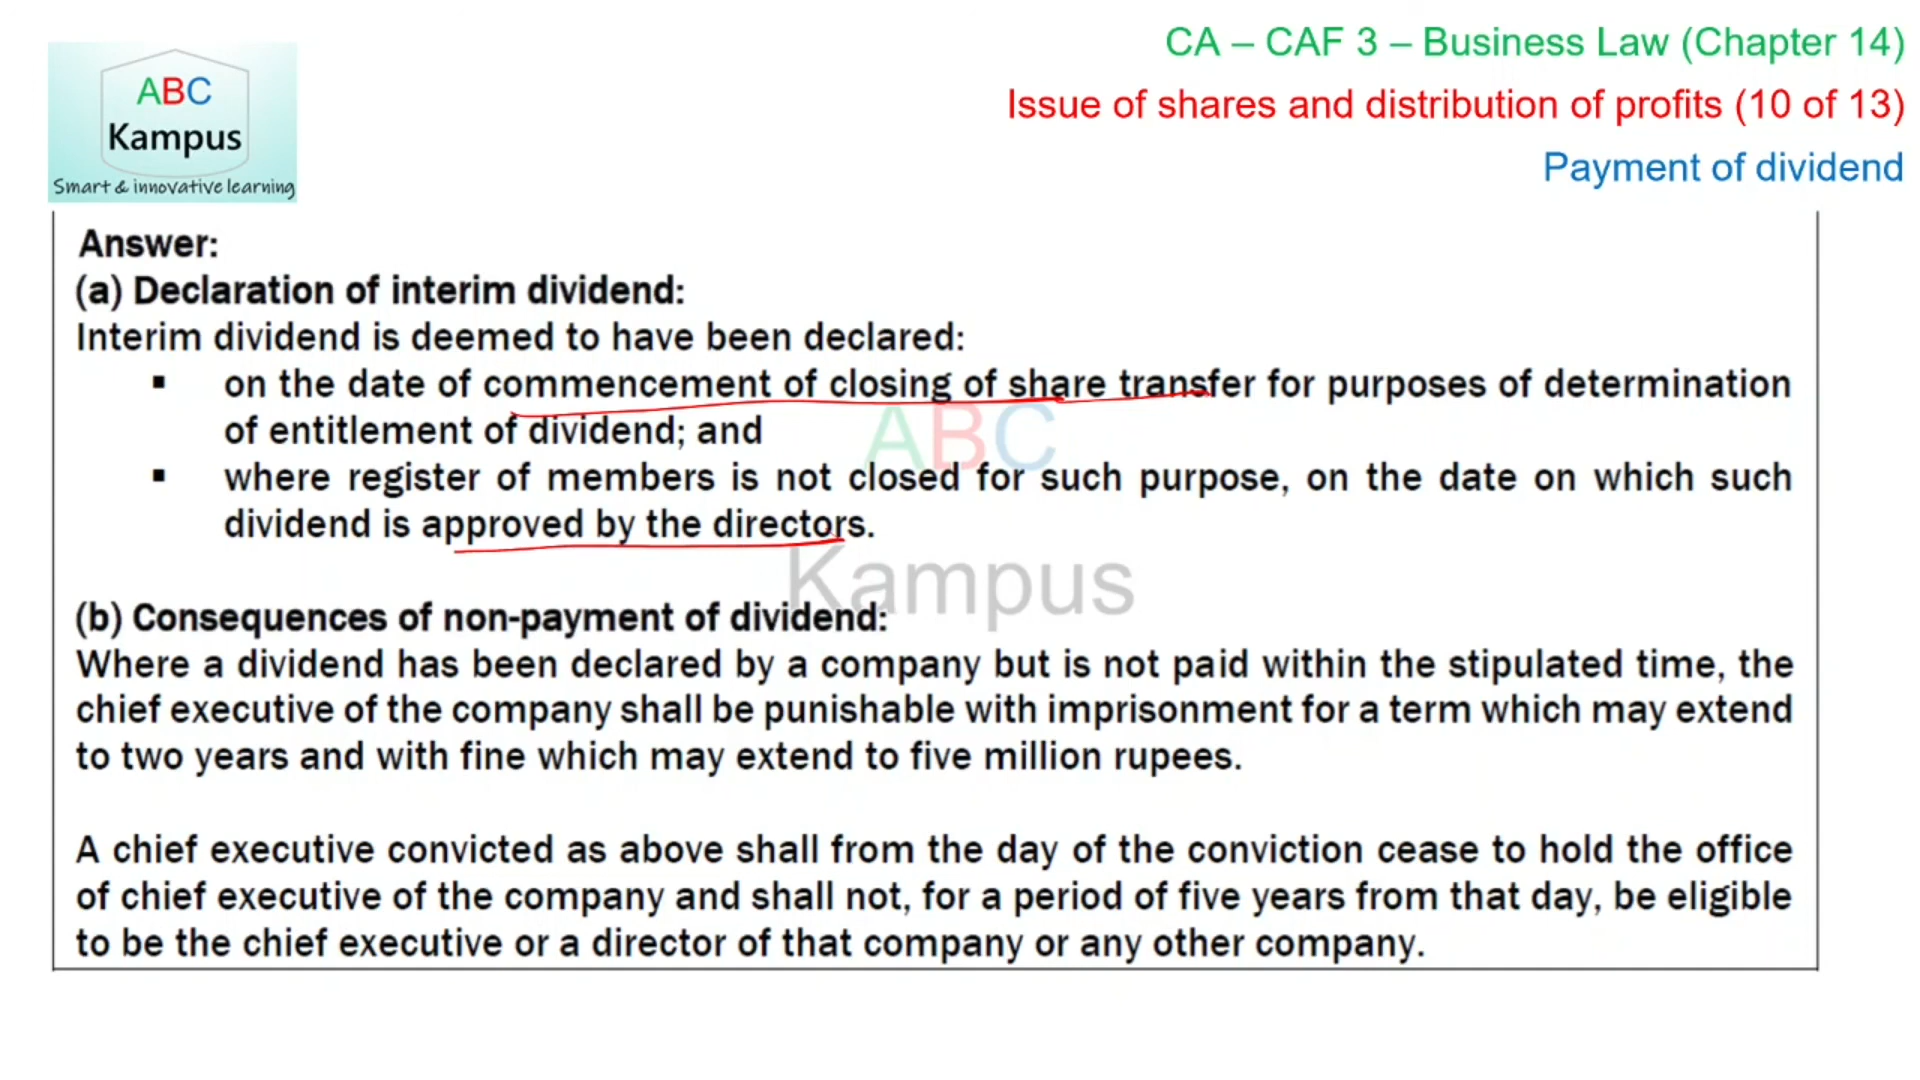 CA – CAF 3 – Business Law (Chapter 14)
Issue of shares and distribution of profits (10 of 13)
Payment of dividend
ABC
Kampus
Smart & innovative learning
Answer:
(a) Declaration of interim dividend:
Interim dividend is deemed to have been declared:
▪ on the date of commencement of closing of share transfer for purposes of determination
of entitlement of dividend; and
▪ where register of members is not closed for such purpose, on the date on which such
dividend is approved by the directors.
ABC
Kampus
(b) Consequences of non-payment of dividend:
Where a dividend has been declared by a company but is not paid within the stipulated time, the
chief executive of the company shall be punishable with imprisonment for a term which may extend
to two years and with fine which may extend to five million rupees.
A chief executive convicted as above shall from the day of the conviction cease to hold the office
of chief executive of the company and shall not, for a period of five years from that day, be eligible
to be the chief executive or a director of that company or any other company.